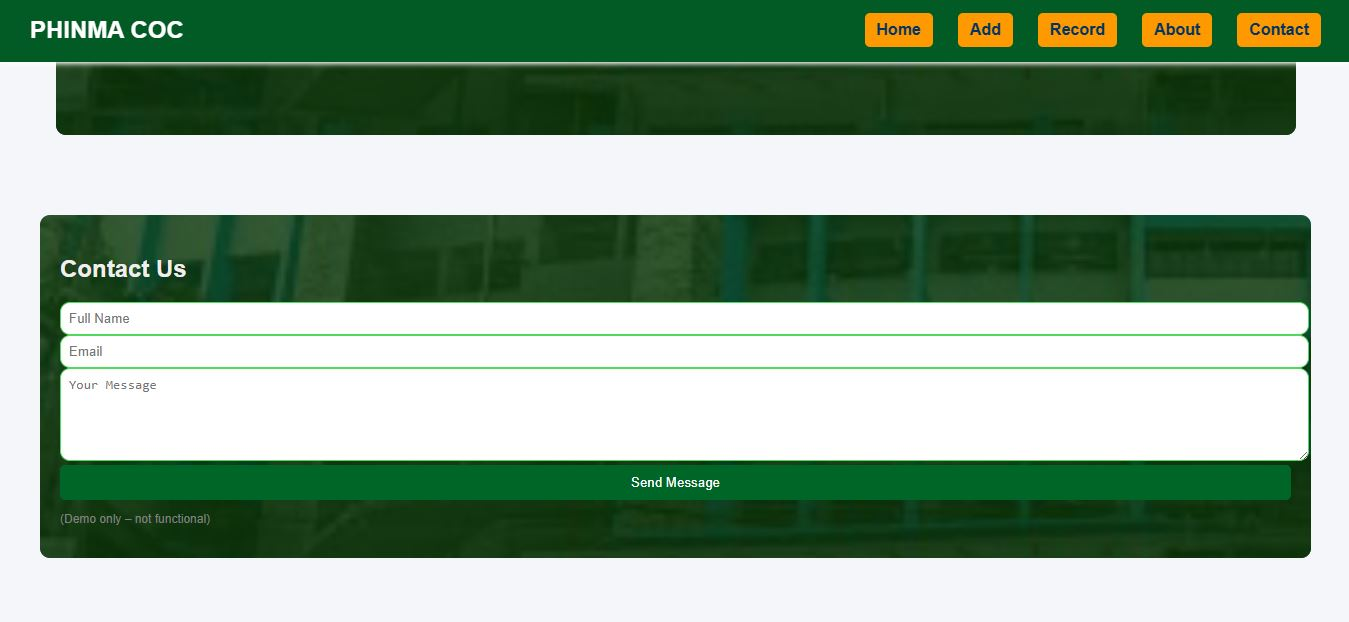 PHINMA COC
Home Add Record About Contact
Contact Us
Full Name
Email
Your Message
Send Message
(Demo only – not functional)